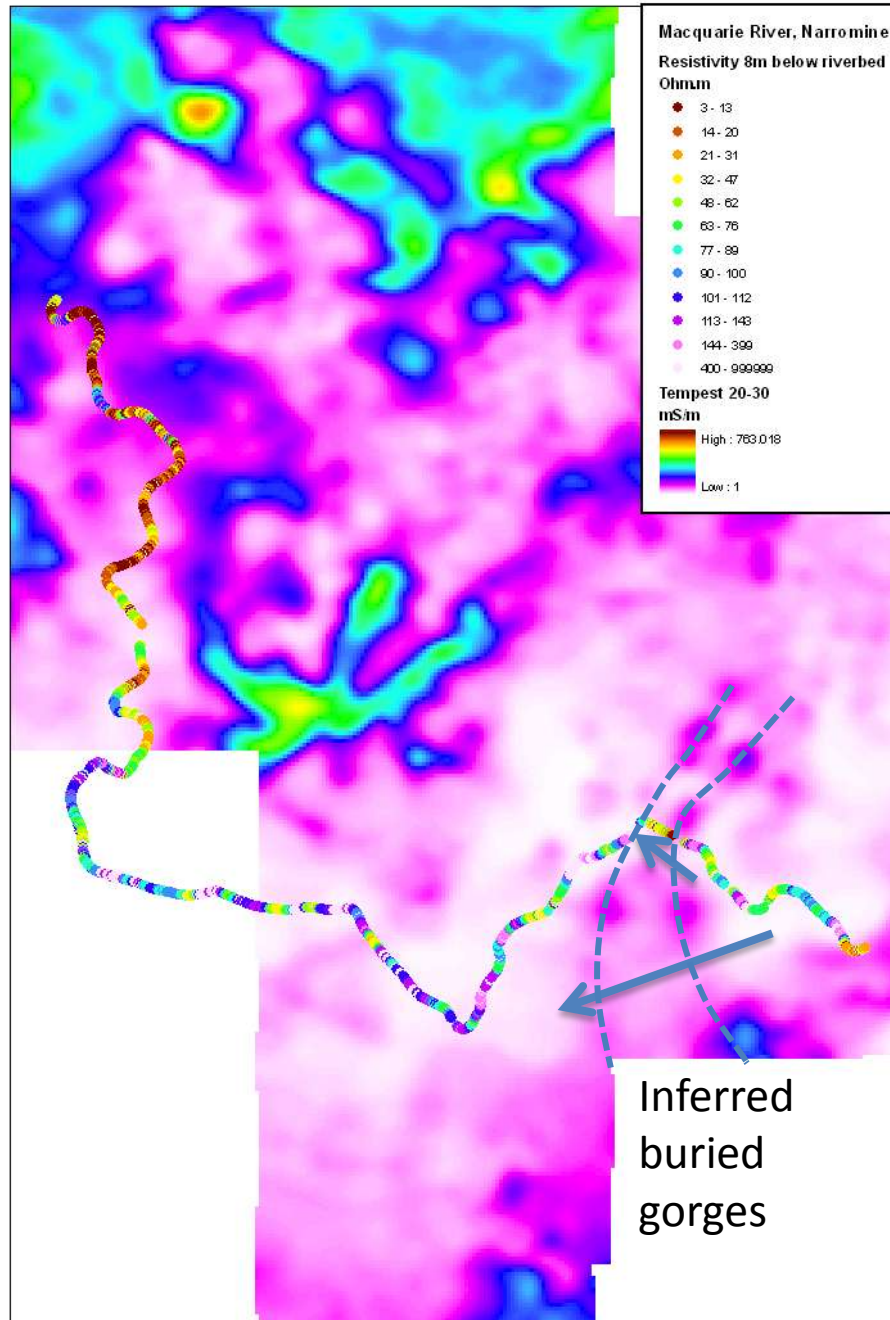 Macquarie River, Narromine
Resistivity 8m below riverbed
Ohm.m
3 - 13
14 - 20
21 - 31
32 - 47
48 - 62
63 - 76
77 - 89
90 - 100
101 - 112
113 - 143
144 - 399
400 - 999999
Tempest 20-30
mS/m
High : 763.018
Low : 1
Inferred
buried
gorges